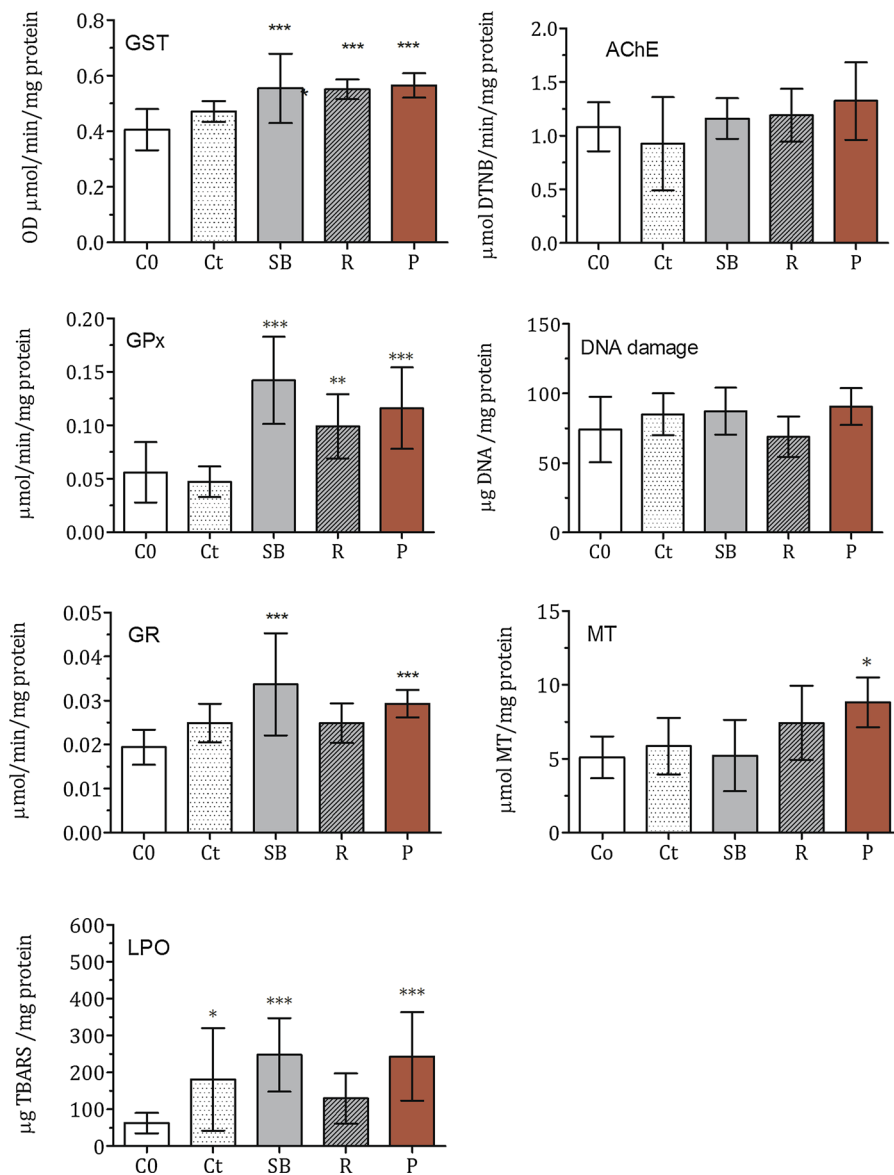 GST
OD µmol/min/mg protein
0.8
0.6
0.4
0.2
0.0
***
*
***
***
C0 Ct SB R P
AChE
µmol DTNB/min/mg protein
2.0
1.5
1.0
0.5
0.0
C0 Ct SB R P
GPx
µmol/min/mg protein
0.20
0.15
0.10
0.05
0.00
***
**
***
C0 Ct SB R P
DNA damage
µg DNA /mg protein
150
100
50
0
C0 Ct SB R P
GR
µmol/min/mg protein
0.05
0.04
0.03
0.02
0.01
0.00
***
***
C0 Ct SB R P
MT
µmol MT/mg protein
15
10
5
0
*
Co Ct SB R P
LPO
µg TBARS /mg protein
600
500
400
300
200
100
0
*
***
***
C0 Ct SB R P